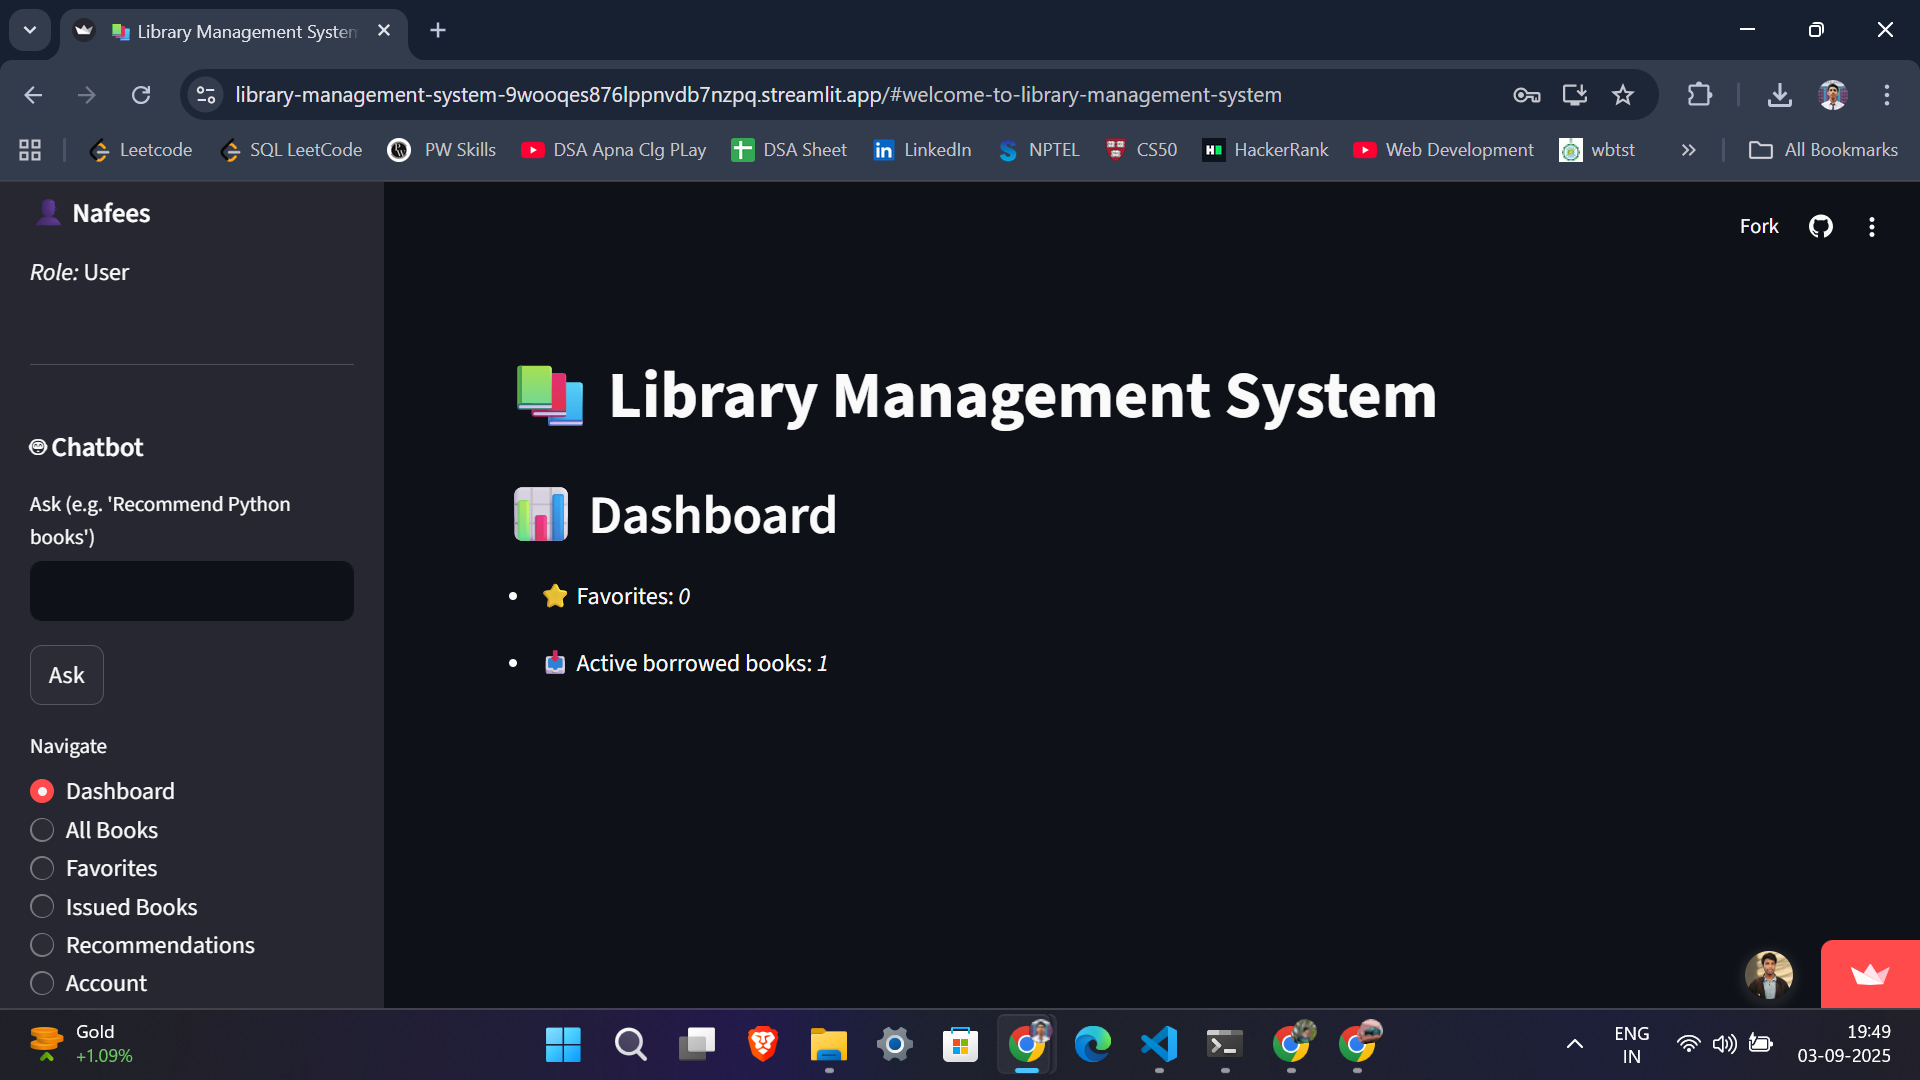 Library Management System
library-management-system-9wooqes876lppnvdb7nzpq.streamlit.app/#welcome-to-library-management-system
Leetcode SQL LeetCode PW Skills DSA Apna Clg PLay DSA Sheet LinkedIn NPTEL CS50 HackerRank Web Development wbtst All Bookmarks
Nafees
Role: User
Chatbot
Ask (e.g. 'Recommend Python
books')
Ask
Navigate
Dashboard
All Books
Favorites
Issued Books
Recommendations
Account
Fork
Library Management System
Dashboard
Favorites: 0
Active borrowed books: 1
Gold
+1.09%
ENG
IN
19:49
03-09-2025